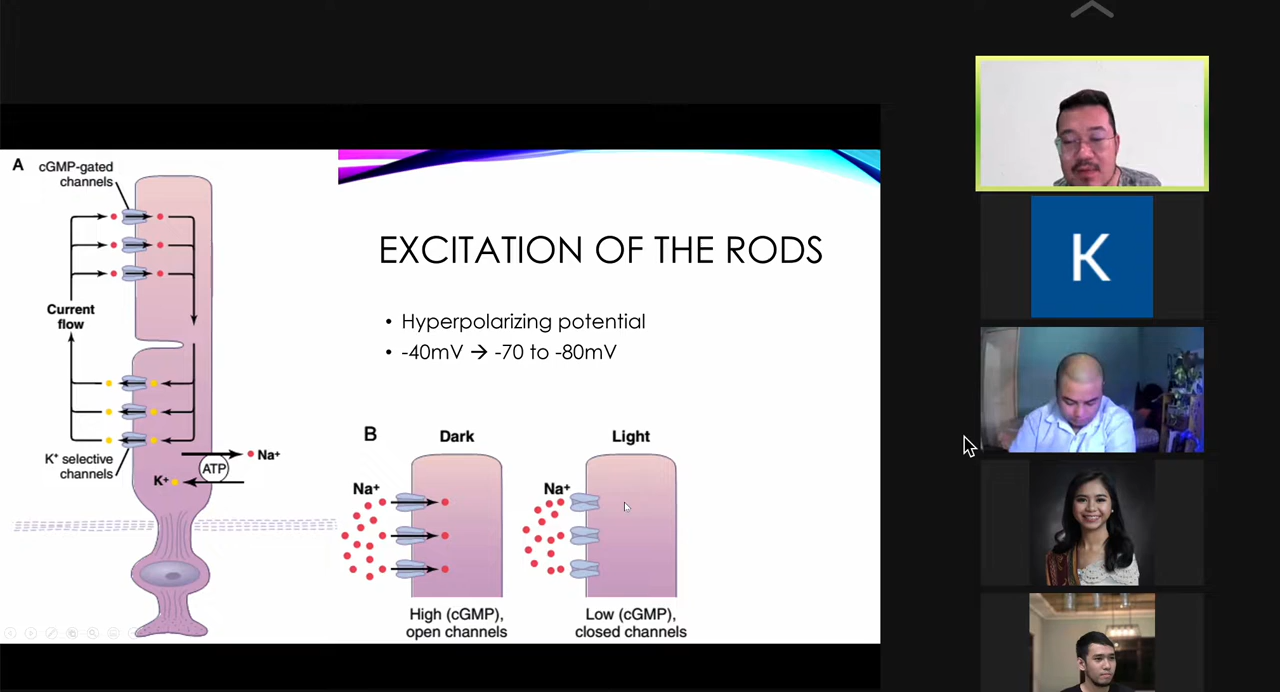 A
cGMP-gated
channels
Current
flow
K+ selective
channels
ATP
Na+
K+
EXCITATION OF THE RODS
• Hyperpolarizing potential
• -40mV → -70 to -80mV
B
Dark
Light
Na+
Na+
High (cGMP),
open channels
Low (cGMP),
closed channels
K